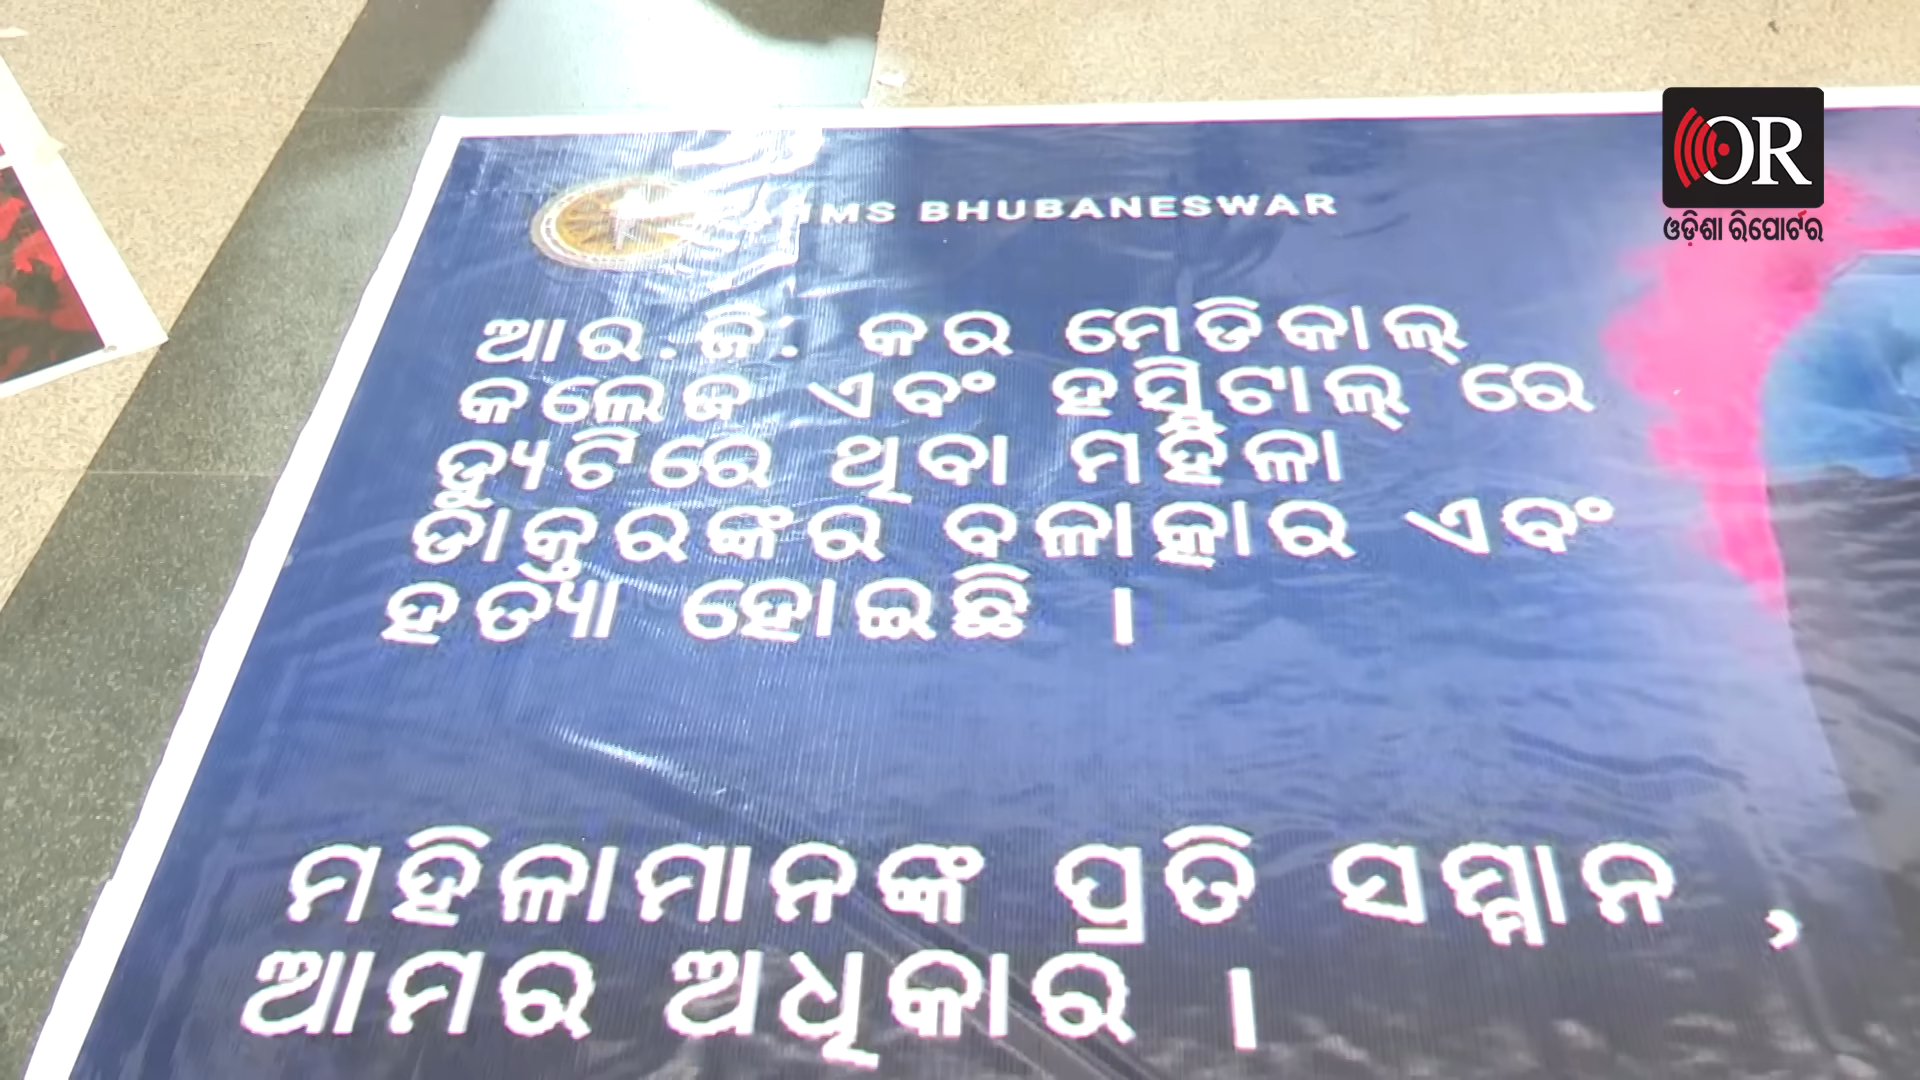 AIIMS BHUBANESWAR
OR
ଓଡ଼ିଶା ରିପୋର୍ଟର
ଆର.ଜି. କର ମେଡିକାଲ୍
କଲେଜ ଏବଂ ହସ୍ପିଟାଲ୍ ରେ
ଡ୍ୟୁଟିରେ ଥିବା ମହିଳା
ଡାକ୍ତରଙ୍କର ବଳାତ୍କାର ଏବଂ
ହତ୍ୟା ହୋଇଛି ।
ମହିଳାମାନଙ୍କ ପ୍ରତି ସମ୍ମାନ ,
ଆମର ଅଧିକାର ।